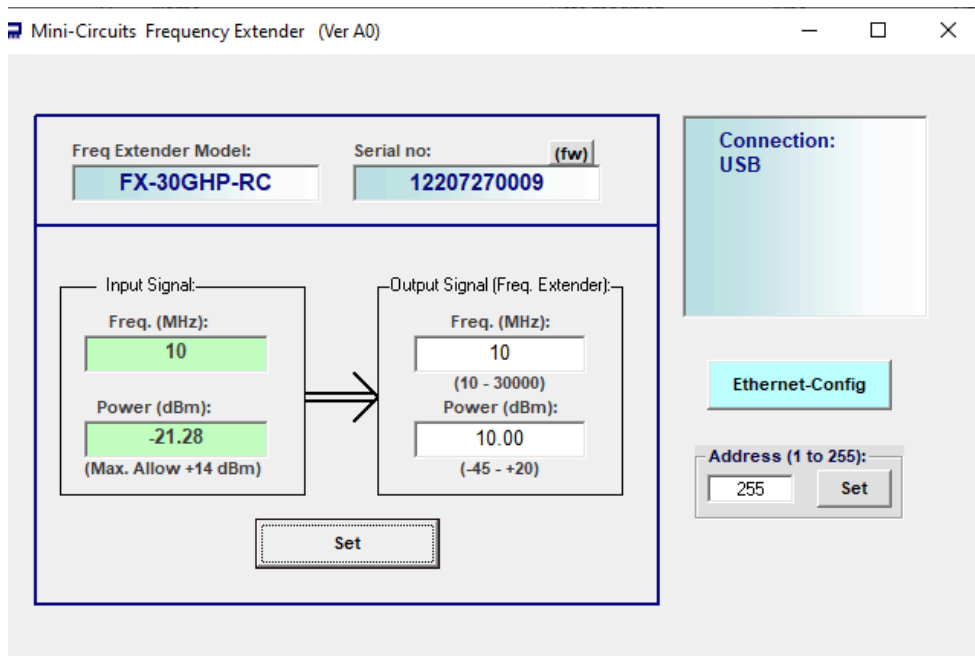 Mini-Circuits  Frequency Extender   (Ver A0)
Freq Extender Model:
FX-30GHP-RC
Serial no:
(fw)
12207270009
Connection:
USB
Input Signal:
Freq. (MHz):
10
Power (dBm):
-21.28
(Max. Allow +14 dBm)
Output Signal (Freq. Extender):
Freq. (MHz):
10
(10 - 30000)
Power (dBm):
10.00
(-45 - +20)
Set
Ethernet-Config
Address (1 to 255):
255
Set